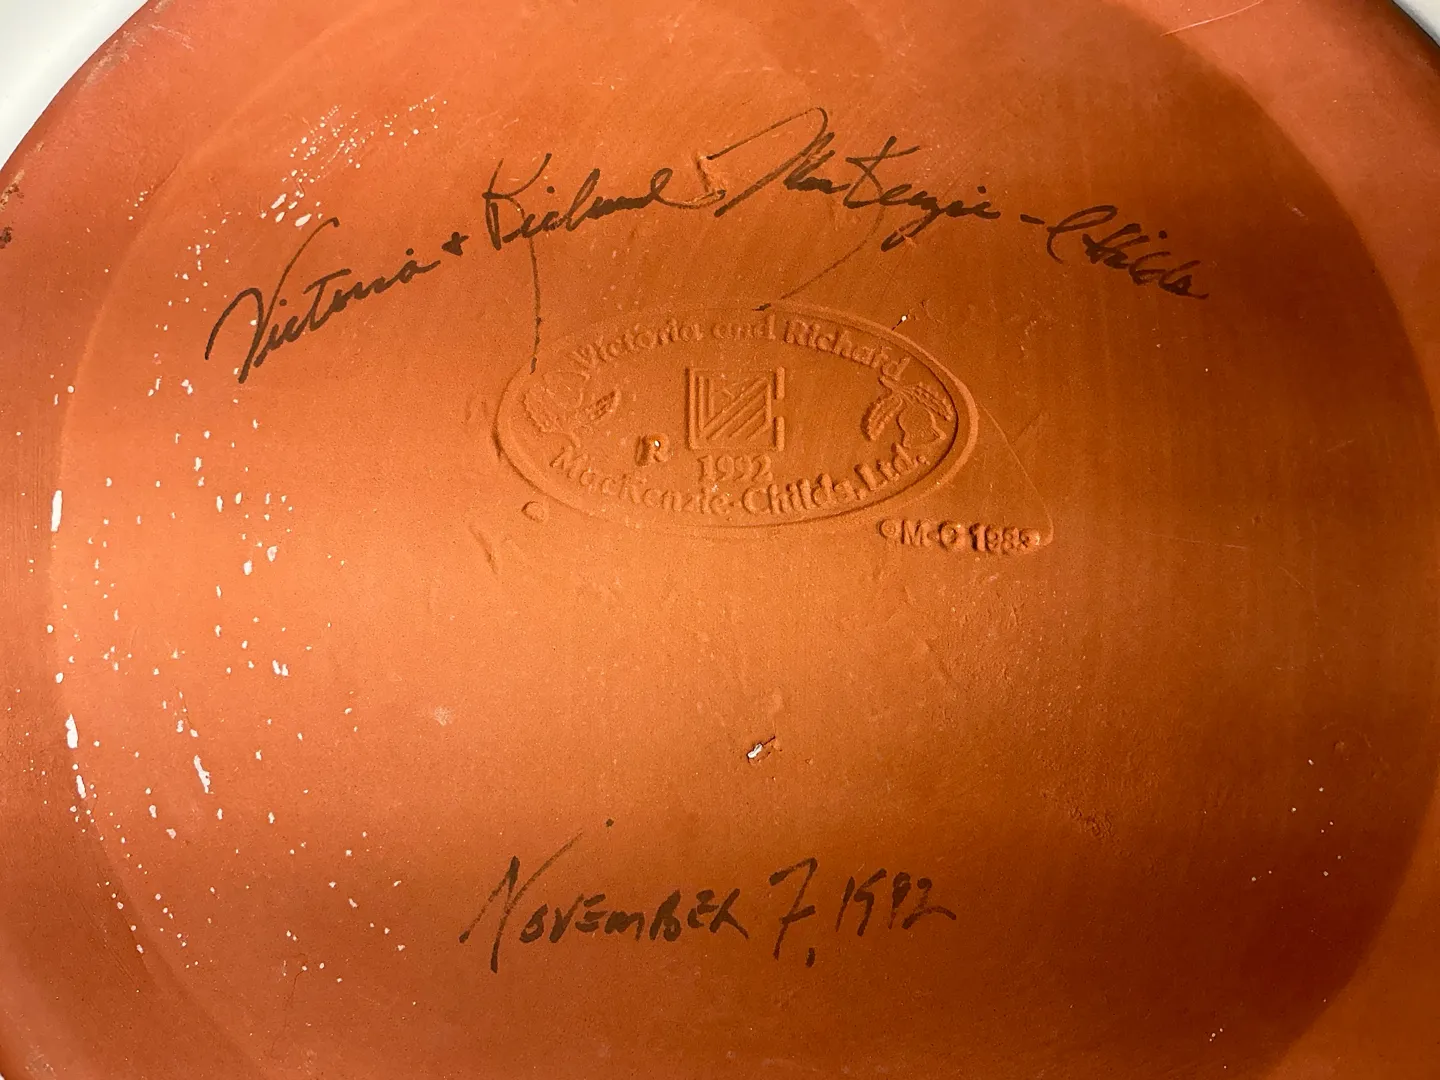 Victoria + Richard MacKenzie-Childs
Victoria and Richard
R
1992
MacKenzie-Childs, Ltd.
©M-C 1983
November 7, 1992